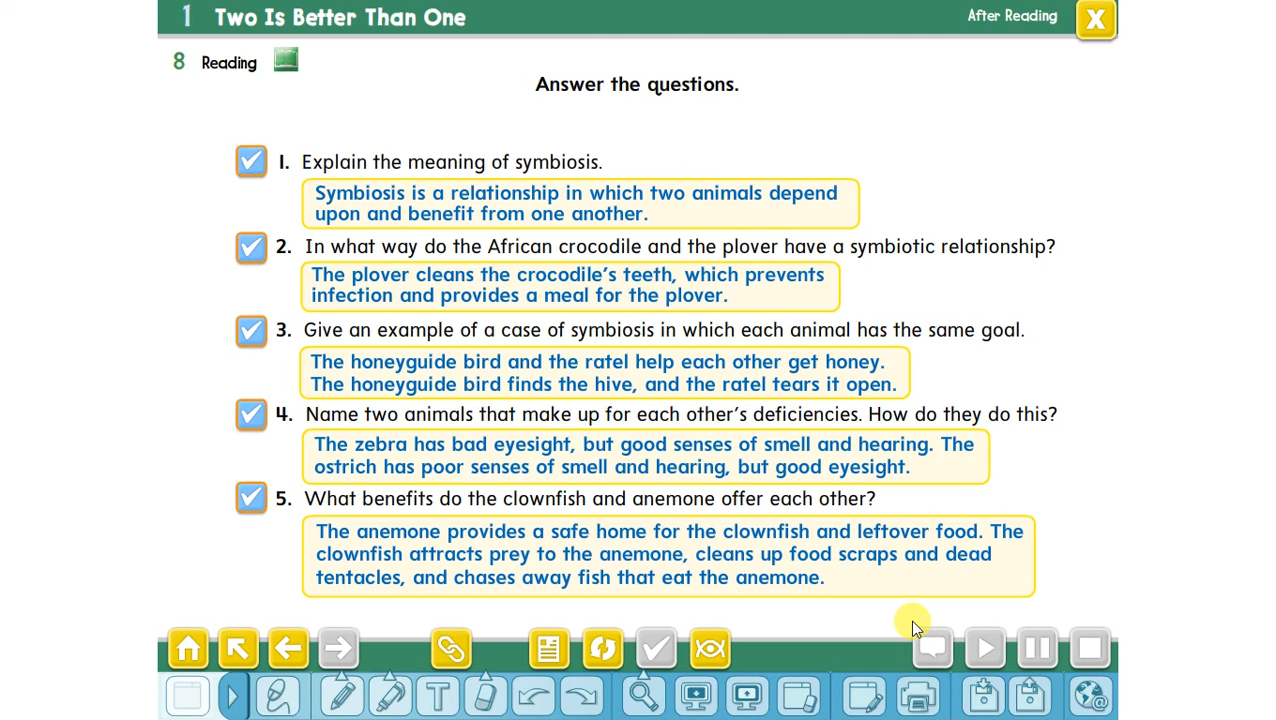 1 Two Is Better Than One
After Reading
X
8 Reading
Answer the questions.
1. Explain the meaning of symbiosis.
Symbiosis is a relationship in which two animals depend
upon and benefit from one another.
2. In what way do the African crocodile and the plover have a symbiotic relationship?
The plover cleans the crocodile's teeth, which prevents
infection and provides a meal for the plover.
3. Give an example of a case of symbiosis in which each animal has the same goal.
The honeyguide bird and the ratel help each other get honey.
The honeyguide bird finds the hive, and the ratel tears it open.
4. Name two animals that make up for each other's deficiencies. How do they do this?
The zebra has bad eyesight, but good senses of smell and hearing. The
ostrich has poor senses of smell and hearing, but good eyesight.
5. What benefits do the clownfish and anemone offer each other?
The anemone provides a safe home for the clownfish and leftover food. The
clownfish attracts prey to the anemone, cleans up food scraps and dead
tentacles, and chases away fish that eat the anemone.
T
@